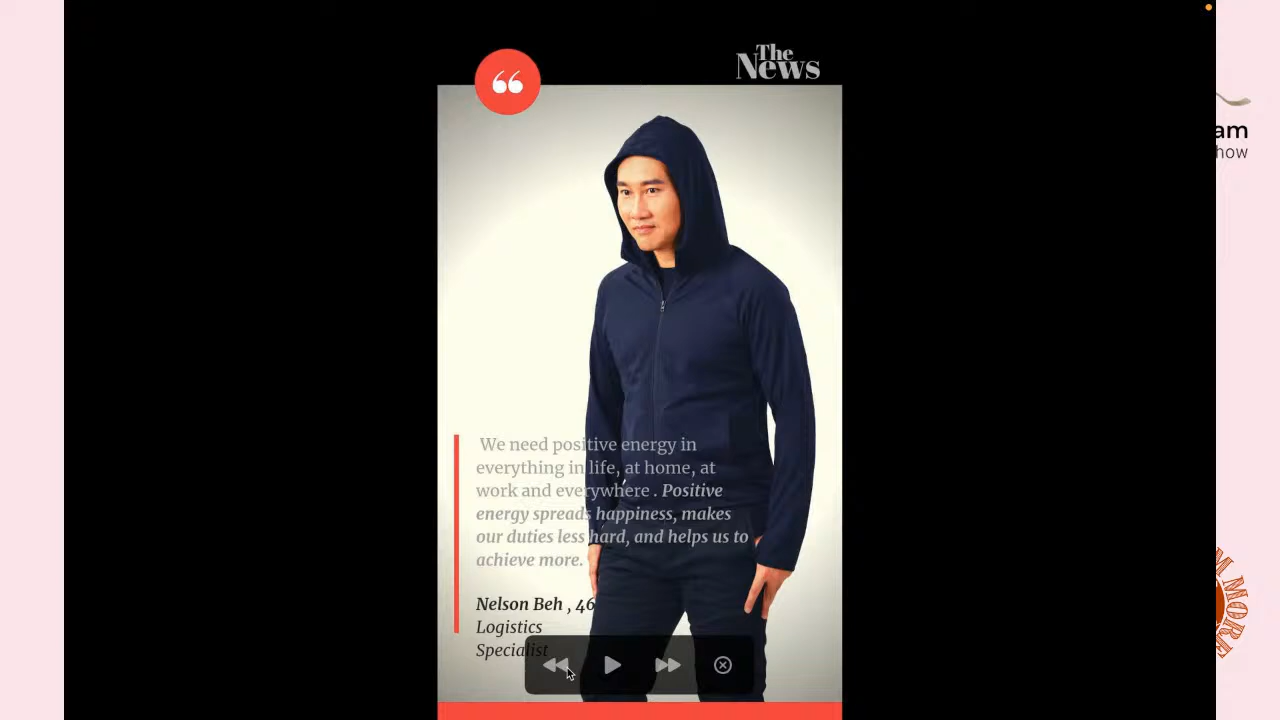 The
News
We need positive energy in
everything in life, at home, at
work and everywhere . Positive
energy spreads happiness, makes
our duties less hard, and helps us to
achieve more.
Nelson Beh , 46
Logistics
Specialist
am
how
M MORE